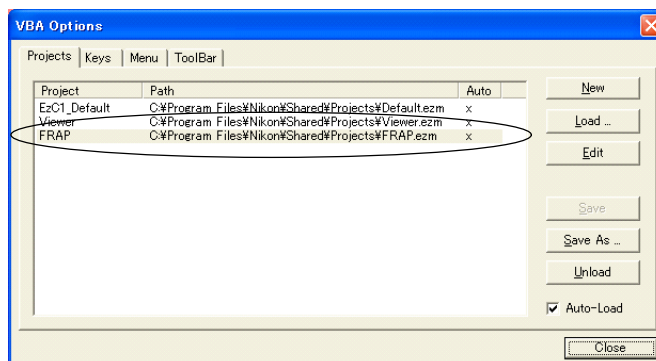 VBA Options
Projects Keys Menu ToolBar
Project Path Auto
EzC1_Default C:¥Program Files¥Nikon¥Shared¥Projects¥Default.ezm x
Viewer C:¥Program Files¥Nikon¥Shared¥Projects¥Viewer.ezm x
FRAP C:¥Program Files¥Nikon¥Shared¥Projects¥FRAP.ezm x
New
Load ...
Edit
Save
Save As ...
Unload
Auto-Load
Close